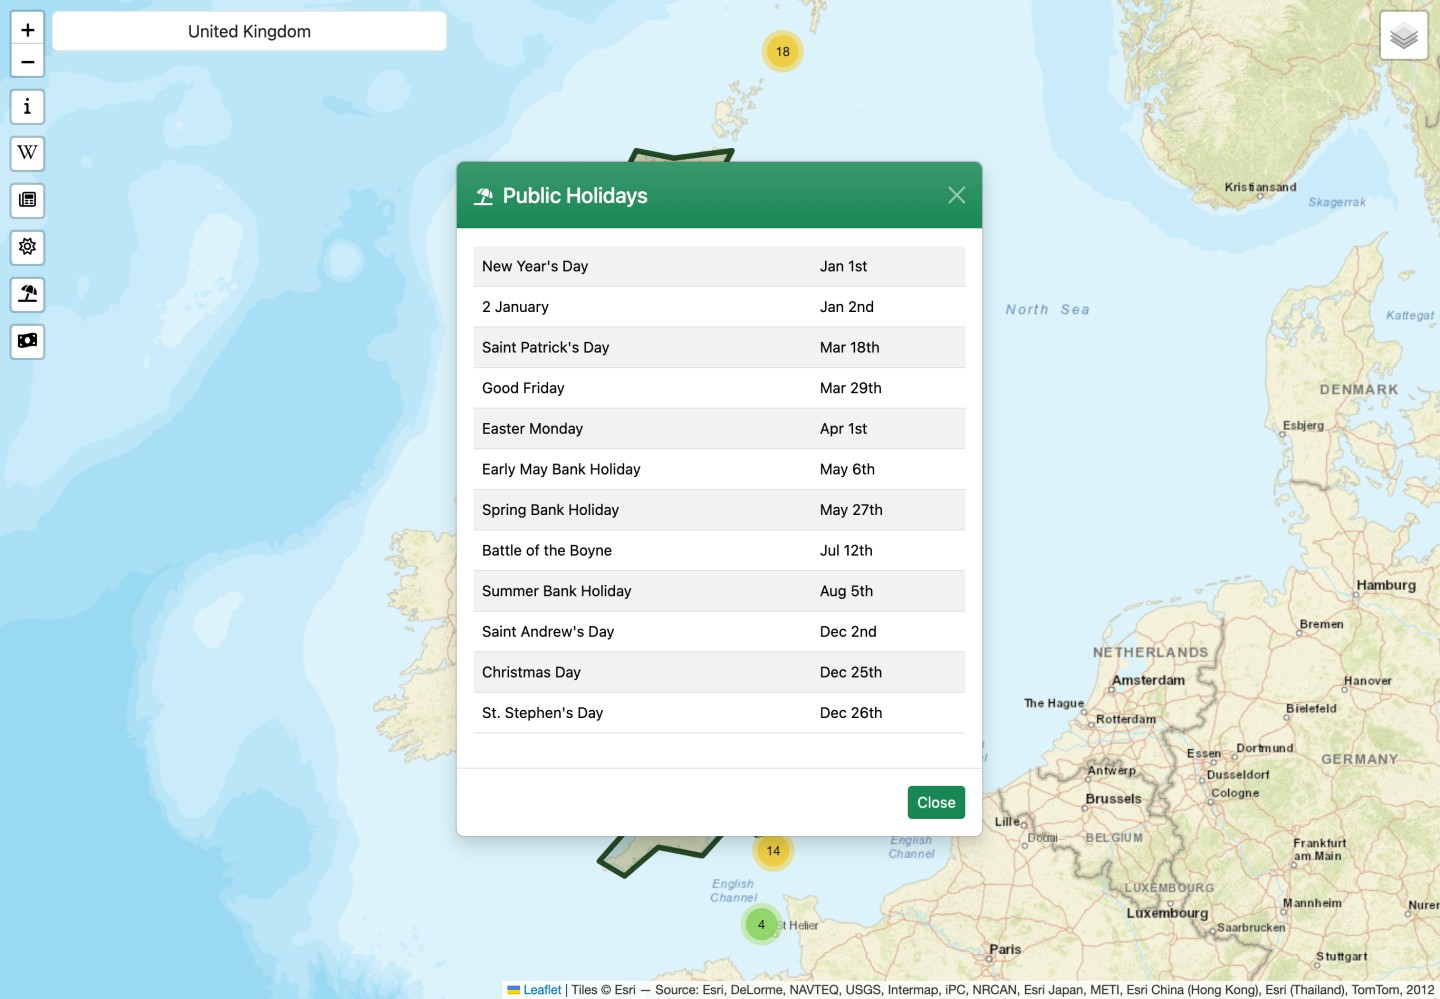 +
United Kingdom
−
i
W
18
Kristiansand
Skagerrak
Public Holidays
New Year's Day Jan 1st
2 January Jan 2nd
Saint Patrick's Day Mar 18th
Good Friday Mar 29th
Easter Monday Apr 1st
Early May Bank Holiday May 6th
Spring Bank Holiday May 27th
Battle of the Boyne Jul 12th
Summer Bank Holiday Aug 5th
Saint Andrew's Day Dec 2nd
Christmas Day Dec 25th
St. Stephen's Day Dec 26th
Close
North Sea
Kattegat
DENMARK
Esbjerg
Hamburg
Bremen
NETHERLANDS
Amsterdam
Hanover
The Hague
Rotterdam
Bielefeld
Essen
Dortmund
GERMANY
Antwerp
Dusseldorf
Cologne
Brussels
Lille
Douai
BELGIUM
English
Channel
Frankfurt
am Main
14
English
Channel
LUXEMBOURG
Luxembourg
Mannheim
4
St Helier
Saarbrucken
Paris
Stuttgart
Leaflet | Tiles © Esri — Source: Esri, DeLorme, NAVTEQ, USGS, Intermap, iPC, NRCAN, Esri Japan, METI, Esri China (Hong Kong), Esri (Thailand), TomTom, 2012